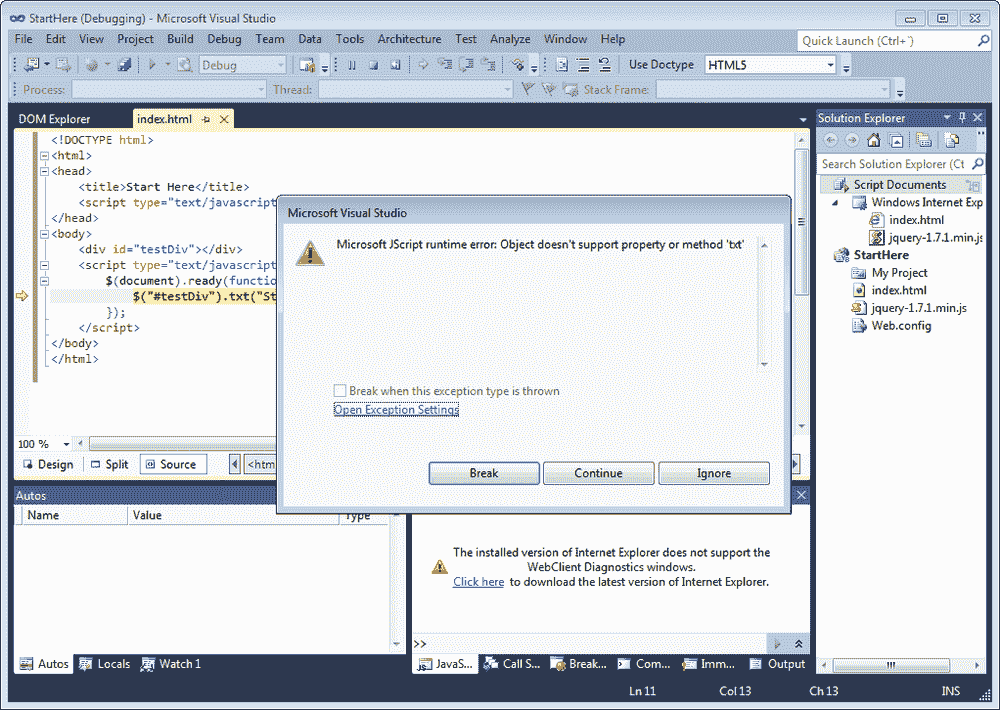 StartHere (Debugging) - Microsoft Visual Studio
File Edit View Project Build Debug Team Data Tools Architecture Test Analyze Window Help
Quick Launch (Ctrl+`)
Debug
Use Doctype HTML5
Process: Thread: Stack Frame:
DOM Explorer index.html
<!DOCTYPE html>
<html>
<head>
<title>Start Here</title>
<script type="text/javascript
</head>
<body>
<div id="testDiv"></div>
<script type="text/javascript
$(document).ready(functio
$("#testDiv").txt("St
});
</script>
</body>
</html>
100 %
Design Split Source <htm
Microsoft Visual Studio
Microsoft JScript runtime error: Object doesn't support property or method 'txt'
Break when this exception type is thrown
Open Exception Settings
Break Continue Ignore
Solution Explorer
Search Solution Explorer (Ct
Script Documents
Windows Internet Exp
index.html
jquery-1.7.1.min.js
StartHere
My Project
index.html
jquery-1.7.1.min.js
Web.config
Autos
Name Value Type
The installed version of Internet Explorer does not support the
WebClient Diagnostics windows.
Click here to download the latest version of Internet Explorer.
>>
Autos Locals Watch 1
JavaS... Call S... Break... Com... Imm... Output
Ln 11 Col 13 Ch 13 INS